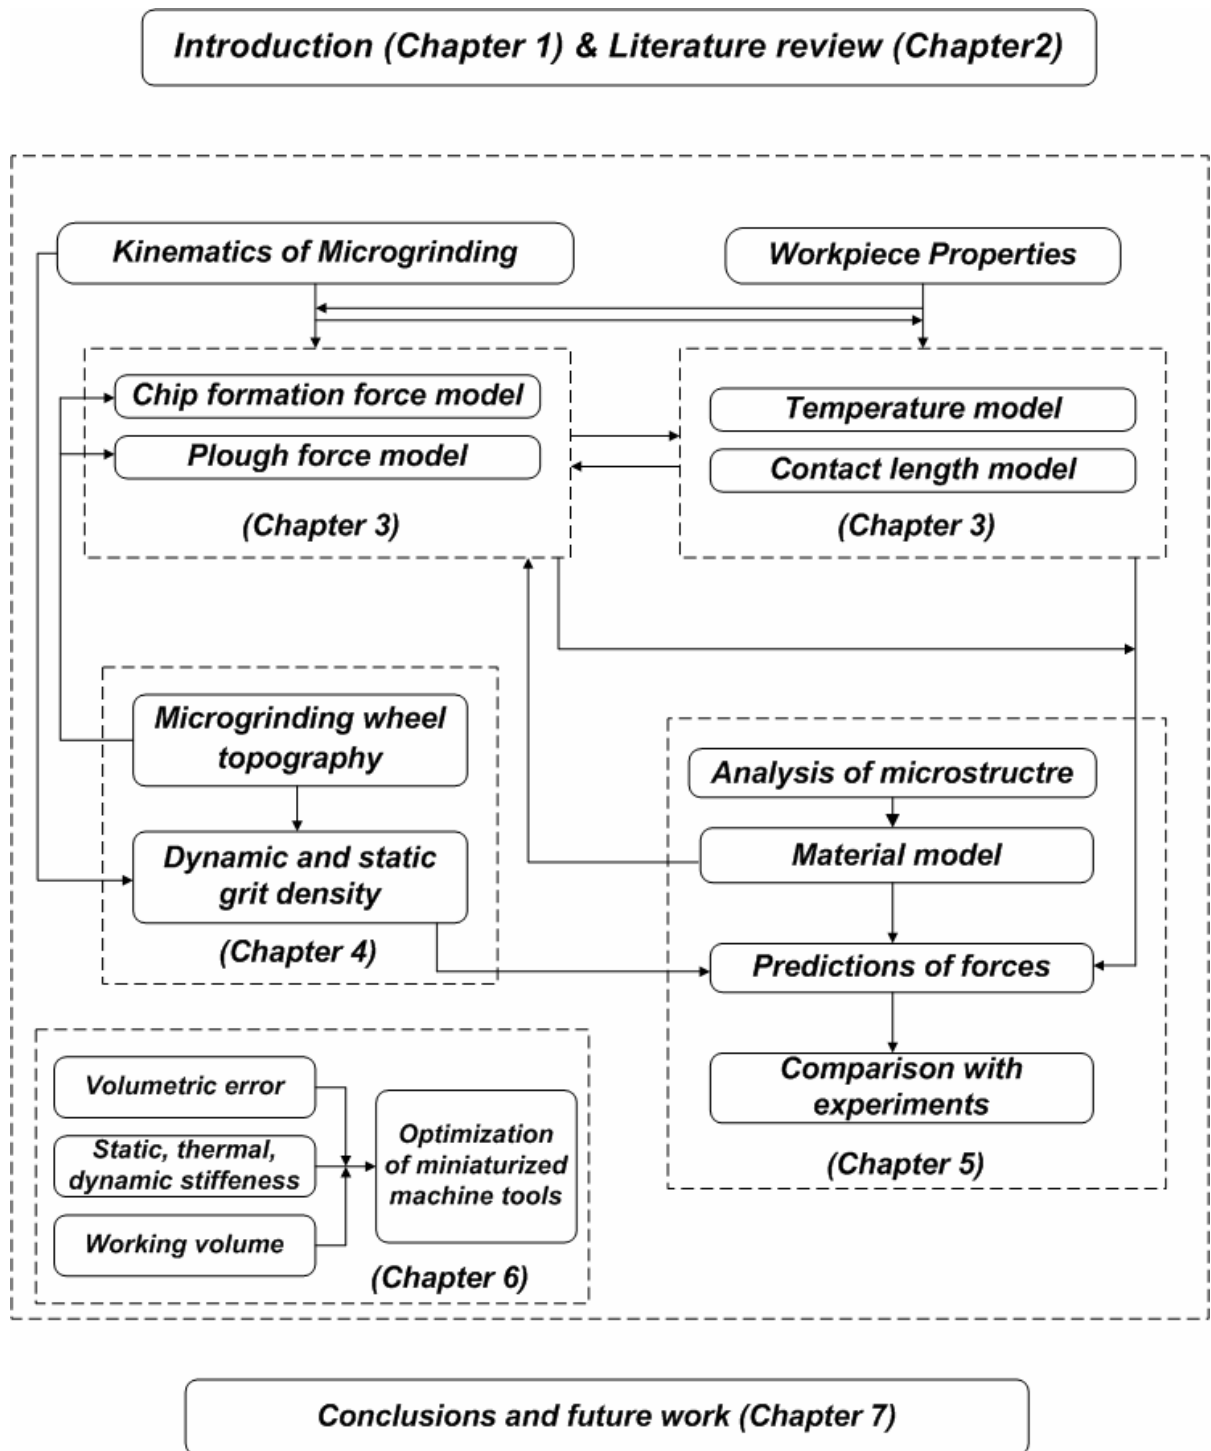 Introduction (Chapter 1) & Literature review (Chapter2)
Kinematics of Microgrinding
Workpiece Properties
Chip formation force model
Plough force model
(Chapter 3)
Temperature model
Contact length model
(Chapter 3)
Microgrinding wheel
topography
Dynamic and static
grit density
(Chapter 4)
Analysis of microstructre
Material model
Predictions of forces
Comparison with
experiments
(Chapter 5)
Volumetric error
Static, thermal,
dynamic stiffeness
Working volume
Optimization
of miniaturized
machine tools
(Chapter 6)
Conclusions and future work (Chapter 7)